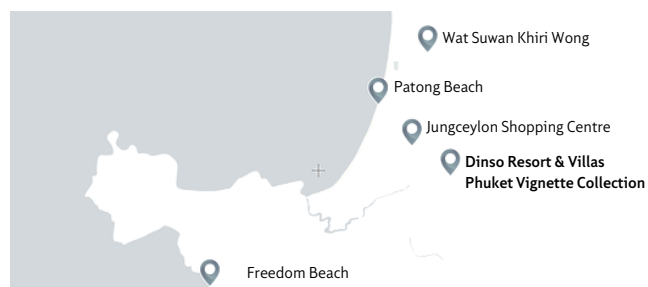 Wat Suwan Khiri Wong
Patong Beach
Jungceylon Shopping Centre
Dinso Resort & Villas
Phuket Vignette Collection
Freedom Beach